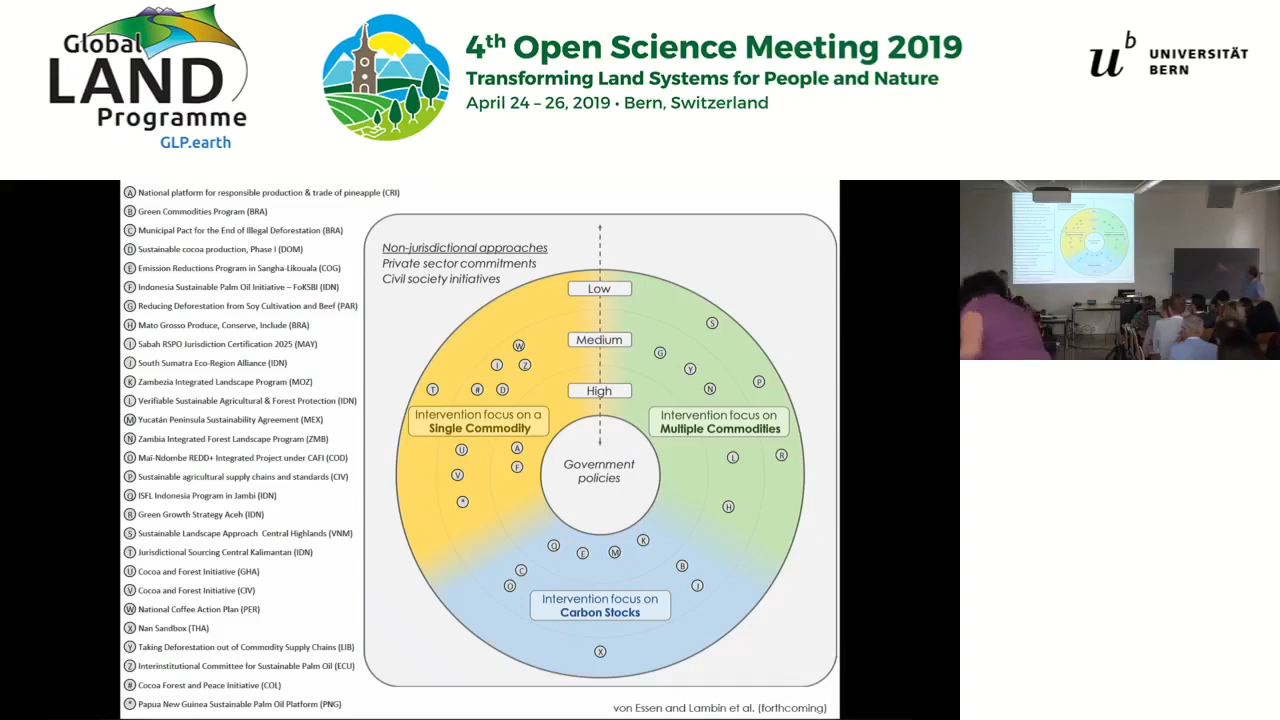 Global
LAND
Programme
GLP.earth
4th Open Science Meeting 2019
Transforming Land Systems for People and Nature
April 24 – 26, 2019 • Bern, Switzerland
u b
UNIVERSITÄT
BERN
A National platform for responsible production & trade of pineapple (CRI)
B Green Commodities Program (BRA)
C Municipal Pact for the End of Illegal Deforestation (BRA)
D Sustainable cocoa production, Phase I (DOM)
E Emission Reductions Program in Sangha-Likouala (COG)
F Indonesia Sustainable Palm Oil Initiative – FoKSBI (IDN)
G Reducing Deforestation from Soy Cultivation and Beef (PAR)
H Mato Grosso Produce, Conserve, Include (BRA)
I Sabah RSPO Jurisdiction Certification 2025 (MAY)
J South Sumatra Eco-Region Alliance (IDN)
K Zambezia Integrated Landscape Program (MOZ)
L Verifiable Sustainable Agricultural & Forest Protection (IDN)
M Yucatán Peninsula Sustainability Agreement (MEX)
N Zambia Integrated Forest Landscape Program (ZMB)
O Maï-Ndombe REDD+ Integrated Project under CAFI (COD)
P Sustainable agricultural supply chains and standards (CIV)
Q ISFL Indonesia Program in Jambi (IDN)
R Green Growth Strategy Aceh (IDN)
S Sustainable Landscape Approach Central Highlands (VNM)
T Jurisdictional Sourcing Central Kalimantan (IDN)
U Cocoa and Forest Initiative (GHA)
V Cocoa and Forest Initiative (CIV)
W National Coffee Action Plan (PER)
X Nan Sandbox (THA)
Y Taking Deforestation out of Commodity Supply Chains (LIB)
Z Interinstitutional Committee for Sustainable Palm Oil (ECU)
# Cocoa Forest and Peace Initiative (COL)
* Papua New Guinea Sustainable Palm Oil Platform (PNG)
Non-jurisdictional approaches
Private sector commitments
Civil society initiatives
Low
S
Medium
W
G
I Z
Y
P
T # D
High
N
Intervention focus on a
Single Commodity
Intervention focus on
Multiple Commodities
U A
L R
V F
Government
policies
*
H
Q E M K
C
B
O
J
Intervention focus on
Carbon Stocks
X
von Essen and Lambin et al. (forthcoming)